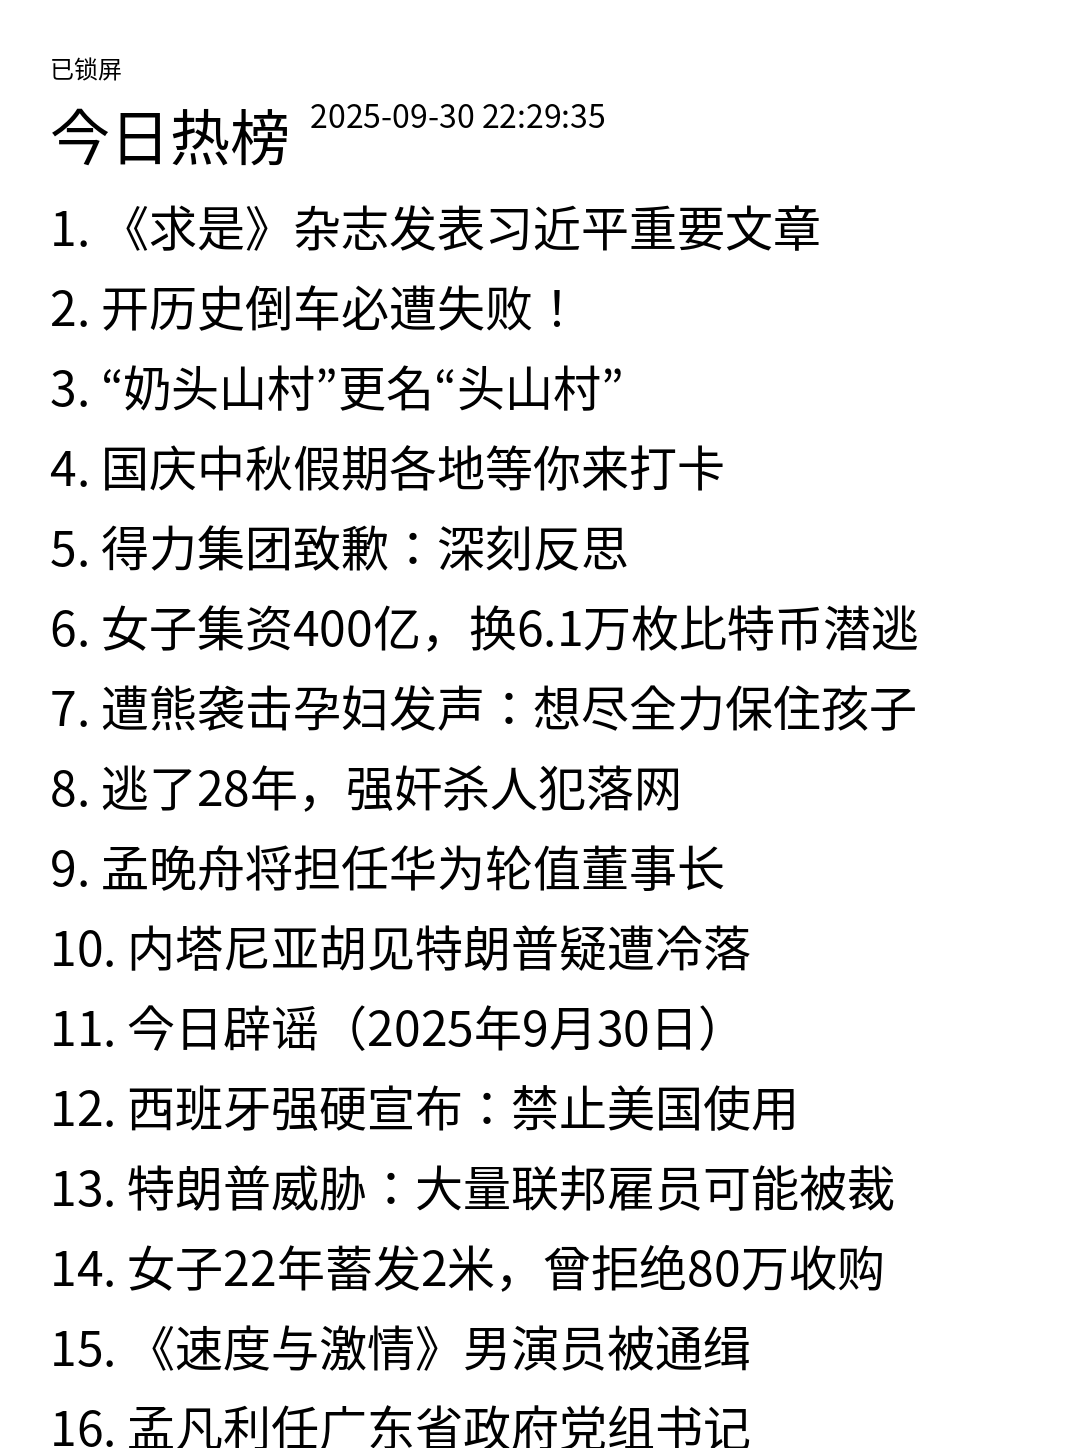 已锁屏
今日热榜 2025-09-30 22:29:35
1. 《求是》杂志发表习近平重要文章
2. 开历史倒车必遭失败！
3. “奶头山村”更名“头山村”
4. 国庆中秋假期各地等你来打卡
5. 得力集团致歉：深刻反思
6. 女子集资400亿，换6.1万枚比特币潜逃
7. 遭熊袭击孕妇发声：想尽全力保住孩子
8. 逃了28年，强奸杀人犯落网
9. 孟晚舟将担任华为轮值董事长
10. 内塔尼亚胡见特朗普疑遭冷落
11. 今日辟谣（2025年9月30日）
12. 西班牙强硬宣布：禁止美国使用
13. 特朗普威胁：大量联邦雇员可能被裁
14. 女子22年蓄发2米，曾拒绝80万收购
15. 《速度与激情》男演员被通缉
16. 孟凡利任广东省政府党组书记